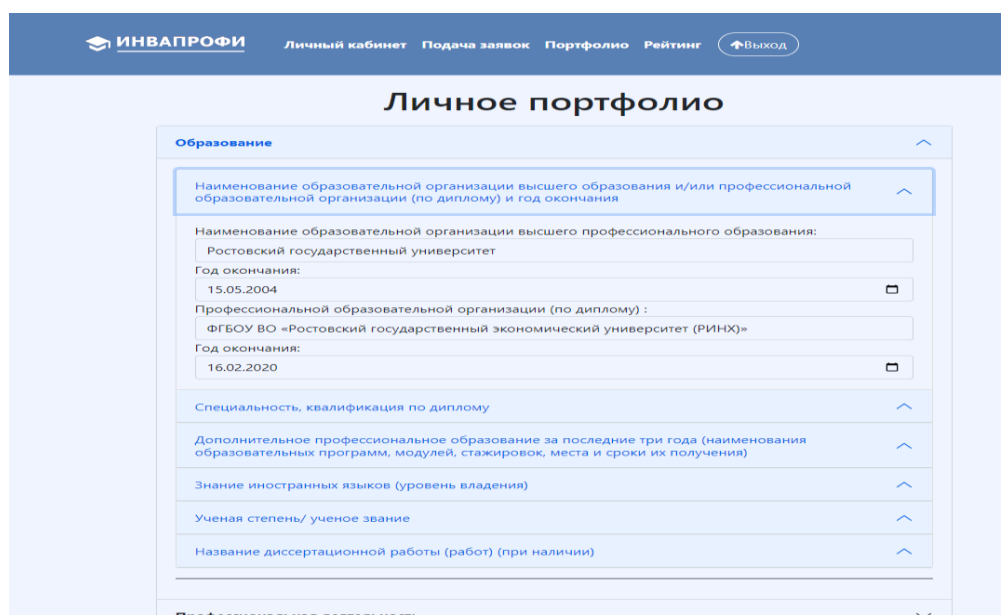 ИНВАПРОФИ Личный кабинет Подача заявок Портфолио Рейтинг Выход
Личное портфолио
Образование
Наименование образовательной организации высшего образования и/или профессиональной
образовательной организации (по диплому) и год окончания
Наименование образовательной организации высшего профессионального образования:
Ростовский государственный университет
Год окончания:
15.05.2004
Профессиональной образовательной организации (по диплому) :
ФГБОУ ВО «Ростовский государственный экономический университет (РИНХ)»
Год окончания:
16.02.2020
Специальность, квалификация по диплому
Дополнительное профессиональное образование за последние три года (наименования
образовательных программ, модулей, стажировок, места и сроки их получения)
Знание иностранных языков (уровень владения)
Ученая степень/ ученое звание
Название диссертационной работы (работ) (при наличии)